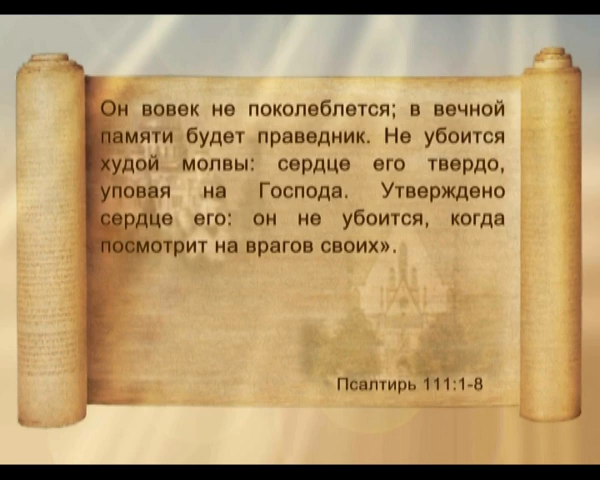 Он вовек не поколеблется; в вечной
памяти будет праведник. Не убоится
худой молвы: сердце его твердо,
уповая на Господа. Утверждено
сердце его: он не убоится, когда
посмотрит на врагов своих».
Псалтирь 111:1-8